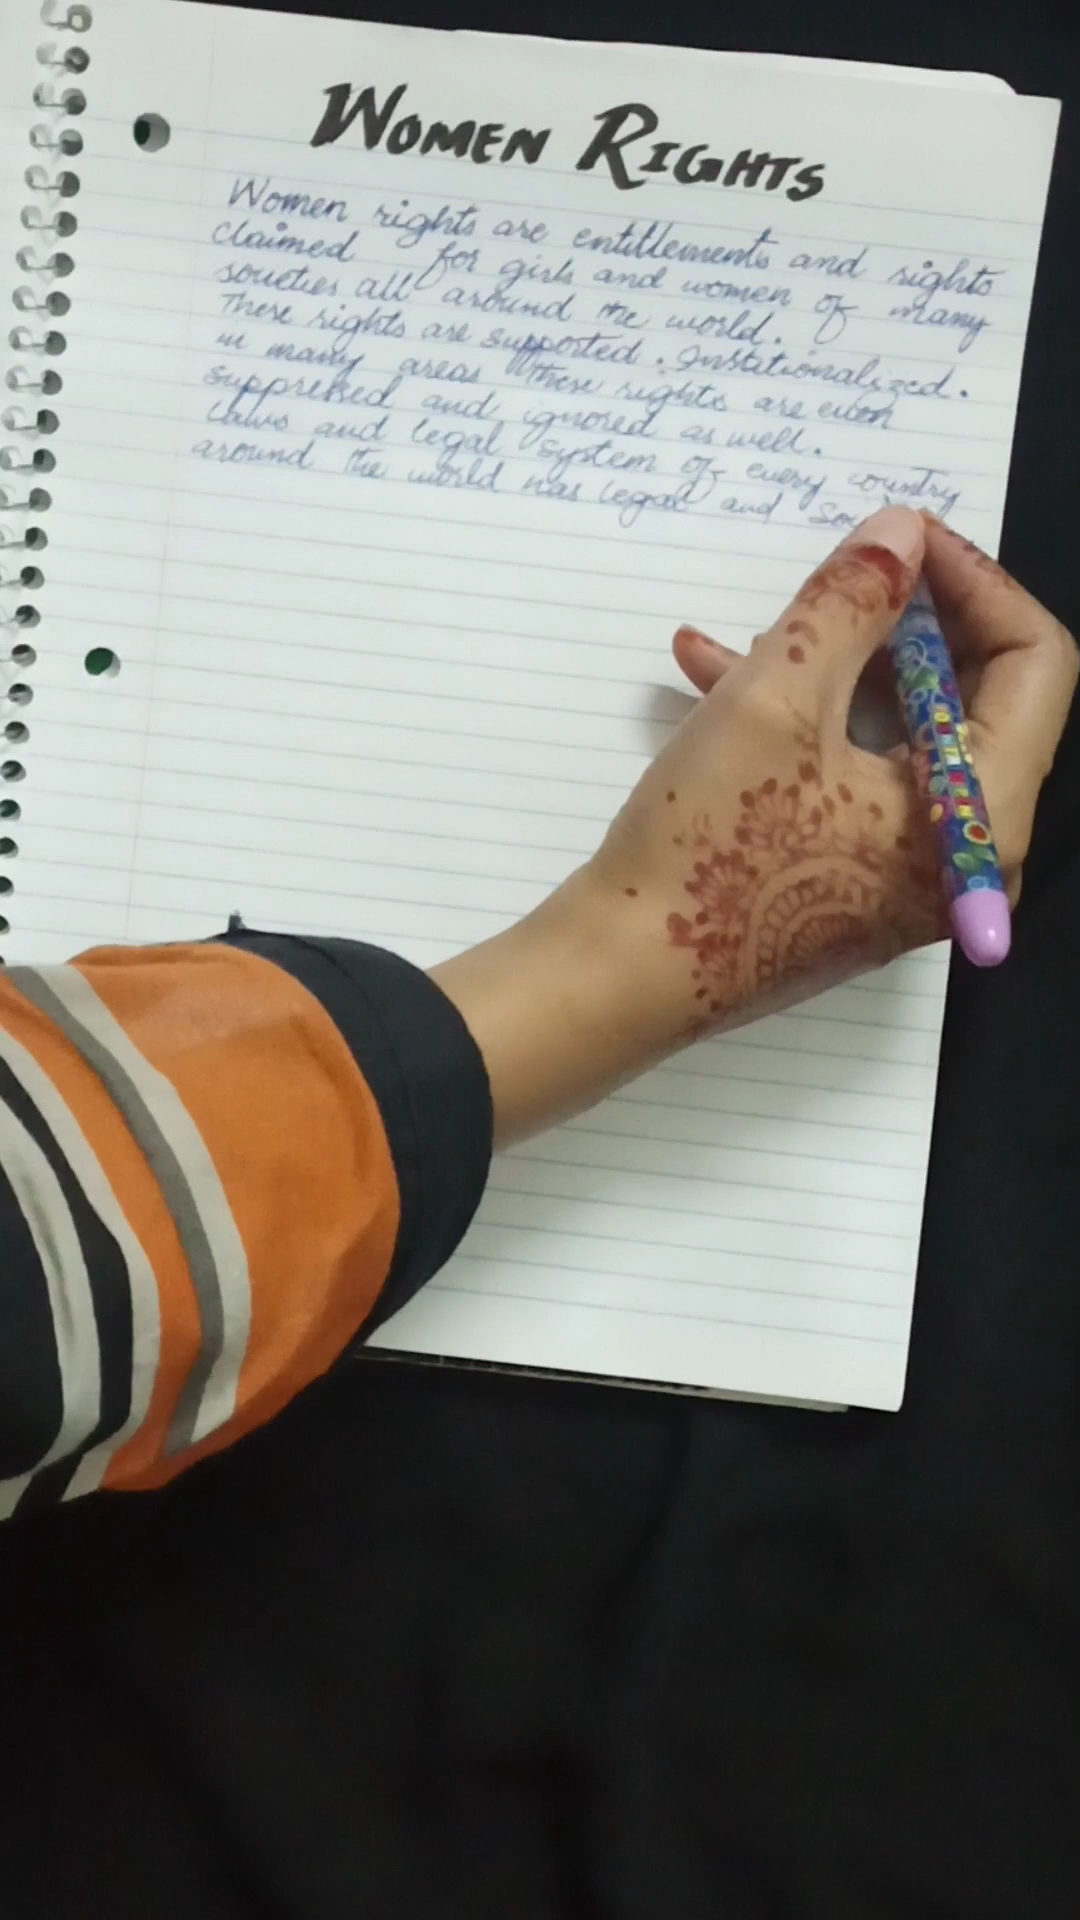 WOMEN RIGHTS
Women rights are entitlements and rights
claimed for girls and women of many
societies all around the world.
These rights are supported. Institionalized.
in many areas these rights are even
suppressed and ignored as well.
Laws and legal system of every country
around the world has legal and